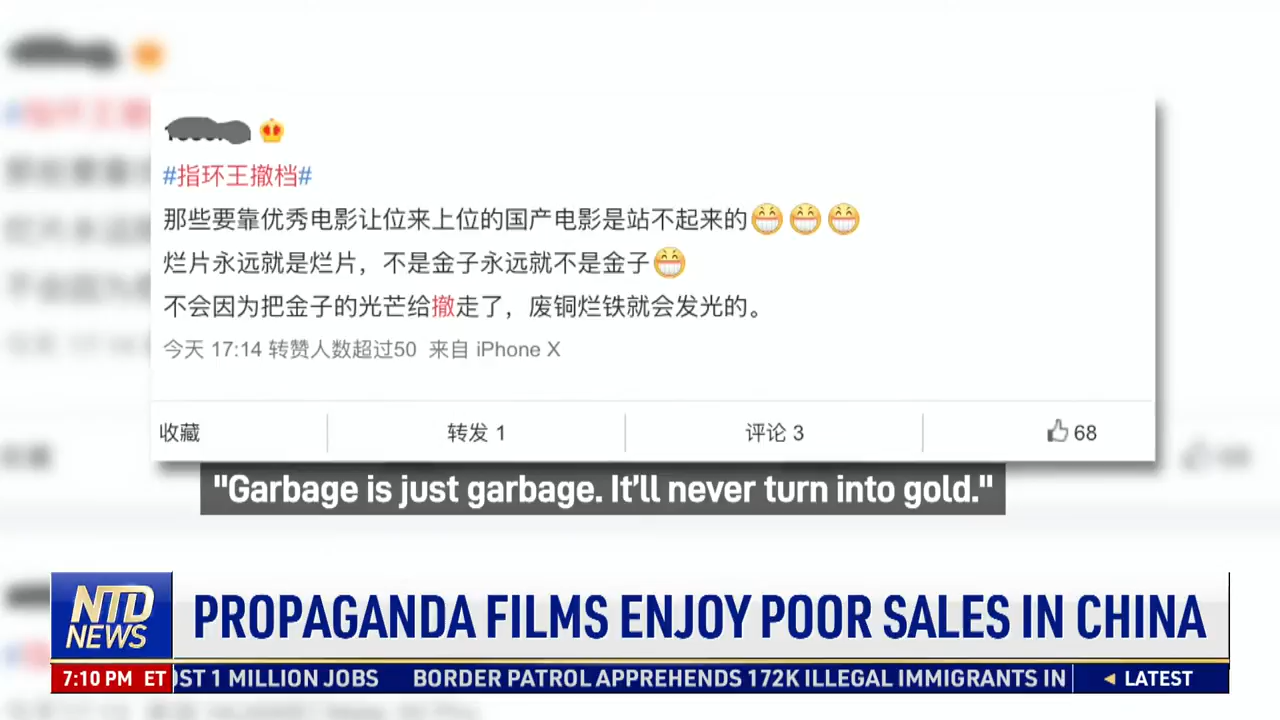 #指环王撤档#
那些要靠优秀电影让位来上位的国产电影是站不起来的
烂片永远就是烂片，不是金子永远就不是金子
不会因为把金子的光芒给撤走了，废铜烂铁就会发光的。
今天 17:14 转赞人数超过50 来自 iPhone X
收藏 转发 1 评论 3 68
"Garbage is just garbage. It'll never turn into gold."
NTD NEWS
PROPAGANDA FILMS ENJOY POOR SALES IN CHINA
7:10 PM ET OST 1 MILLION JOBS BORDER PATROL APPREHENDS 172K ILLEGAL IMMIGRANTS IN ◄ LATEST